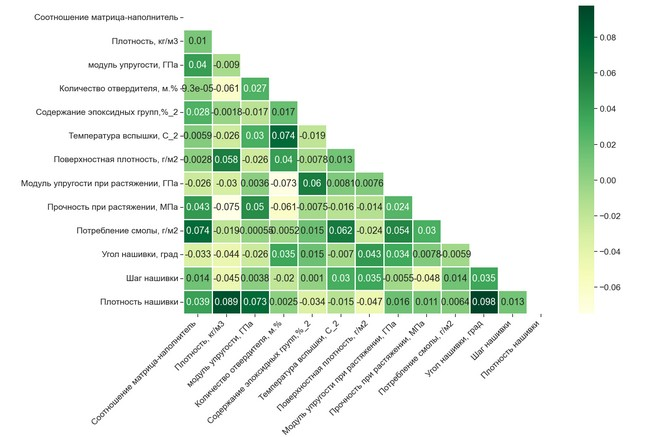 Соотношение матрица-наполнитель
Плотность, кг/м3 0.01
модуль упругости, ГПа 0.04 -0.009
Количество отвердителя, м.% 9.3e-05 -0.061 0.027
Содержание эпоксидных групп,%_2 0.028 -0.0018 -0.017 0.017
Температура вспышки, С_2 0.0059 -0.026 0.03 0.074 -0.019
Поверхностная плотность, г/м2 0.0028 0.058 -0.026 0.04 -0.0078 0.013
Модуль упругости при растяжении, ГПа -0.026 -0.03 0.0036 -0.073 0.06 0.0081 0.0076
Прочность при растяжении, МПа 0.043 -0.075 0.05 -0.061 -0.0075 -0.016 -0.014 0.024
Потребление смолы, г/м2 0.074 -0.019 0.0052 0.015 0.062 -0.024 0.054 0.03
Угол нашивки, град -0.033 -0.044 -0.026 0.035 0.015 -0.007 0.043 0.034 0.0078 -0.0059
Шаг нашивки 0.014 -0.045 0.0038 -0.02 0.001 0.03 0.035 -0.0055 -0.048 0.014 0.035
Плотность нашивки 0.039 0.089 0.073 0.0025 -0.034 -0.015 -0.047 0.016 0.011 0.0064 0.098 0.013
Соотношение матрица-наполнитель
Плотность, кг/м3
модуль упругости, ГПа
Количество отвердителя, м.%
Содержание эпоксидных групп,%_2
Температура вспышки, С_2
Поверхностная плотность, г/м2
Модуль упругости при растяжении, ГПа
Прочность при растяжении, МПа
Потребление смолы, г/м2
Угол нашивки, град
Шаг нашивки
Плотность нашивки
0.08
0.06
0.04
0.02
0.00
-0.02
-0.04
-0.06